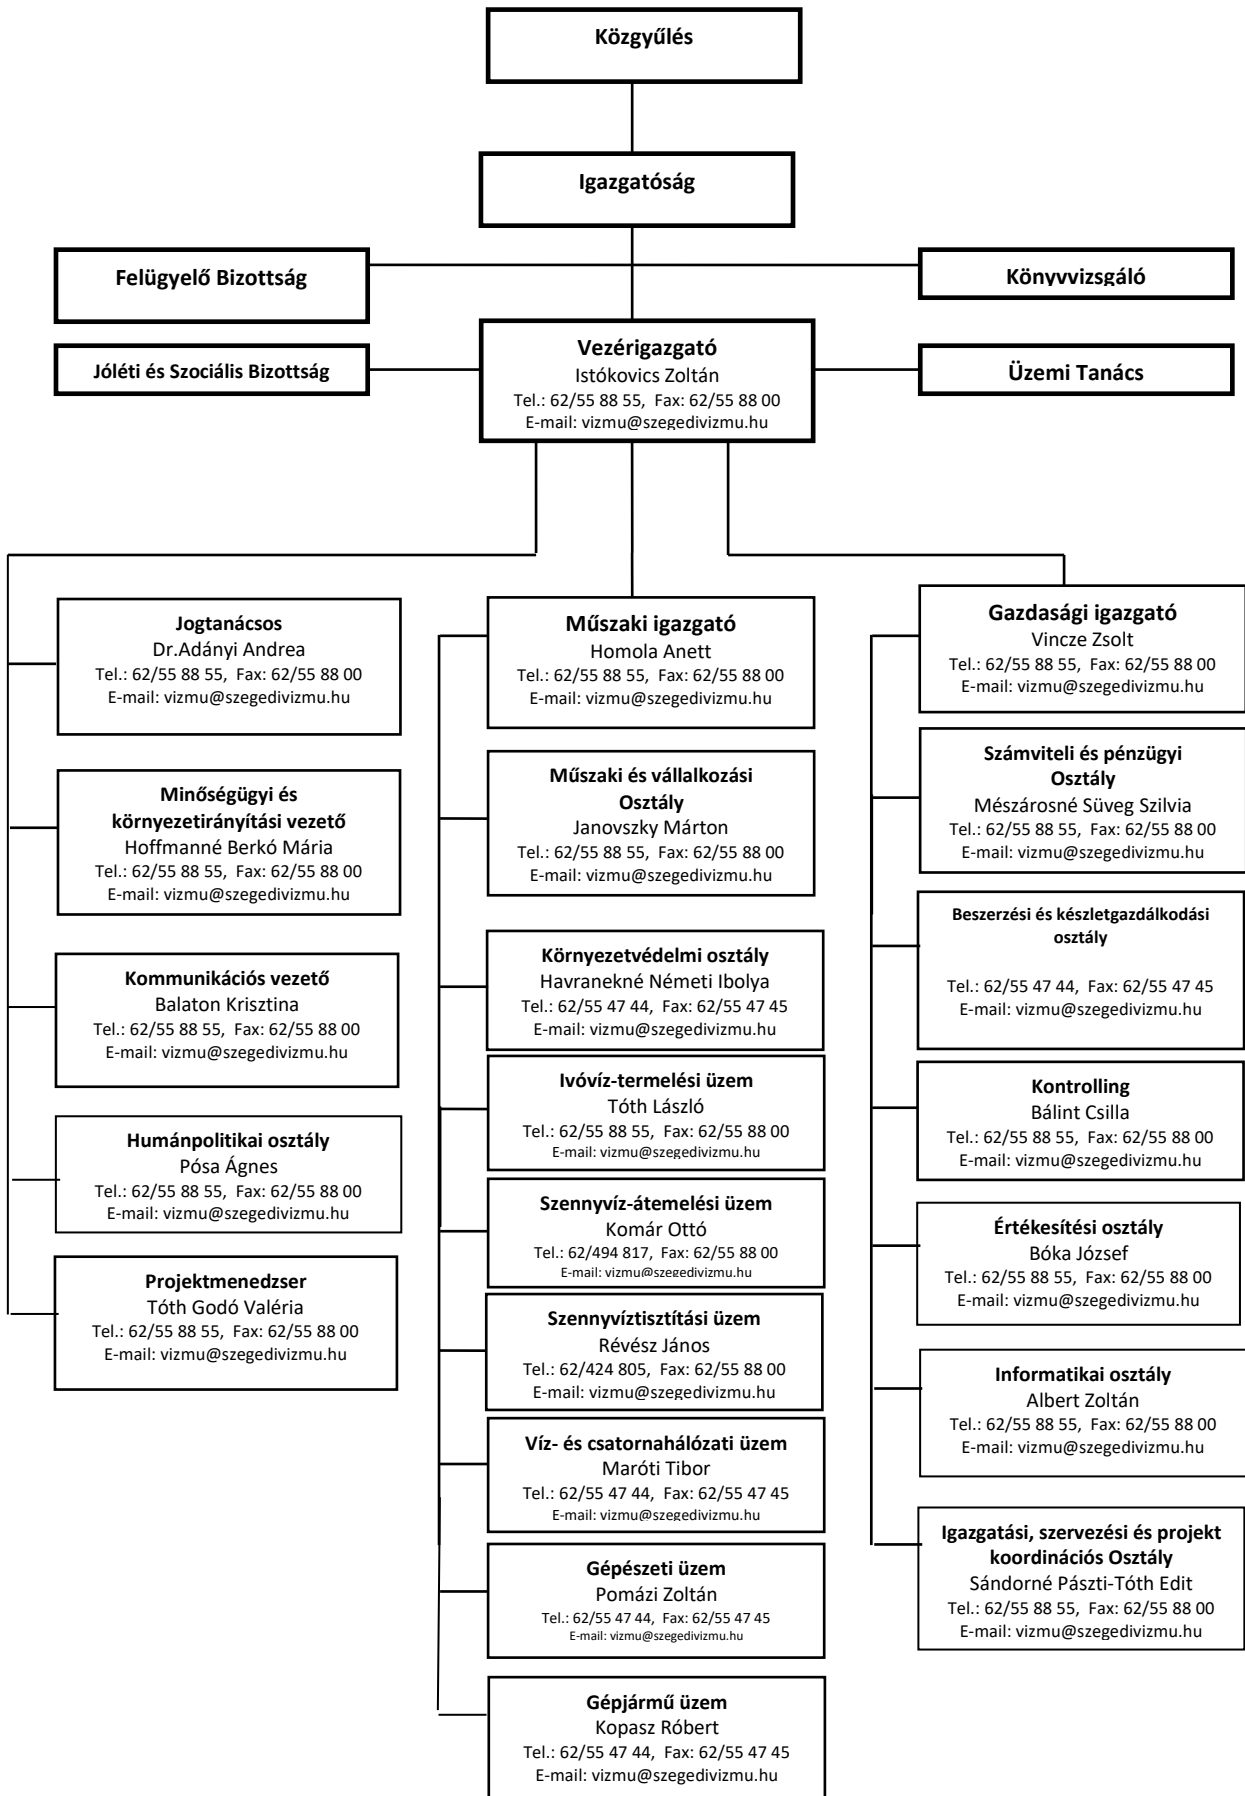 Közgyűlés
Igazgatóság
Felügyelő Bizottság
Könyvvizsgáló
Vezérigazgató
Istókovics Zoltán
Tel.: 62/55 88 55, Fax: 62/55 88 00
E-mail: vizmu@szegedivizmu.hu
Jóléti és Szociális Bizottság
Üzemi Tanács
Jogtanácsos
Dr.Adányi Andrea
Tel.: 62/55 88 55, Fax: 62/55 88 00
E-mail: vizmu@szegedivizmu.hu
Minőségügyi és
környezetirányítási vezető
Hoffmanné Berkó Mária
Tel.: 62/55 88 55, Fax: 62/55 88 00
E-mail: vizmu@szegedivizmu.hu
Kommunikációs vezető
Balaton Krisztina
Tel.: 62/55 88 55, Fax: 62/55 88 00
E-mail: vizmu@szegedivizmu.hu
Humánpolitikai osztály
Pósa Ágnes
Tel.: 62/55 88 55, Fax: 62/55 88 00
E-mail: vizmu@szegedivizmu.hu
Projektmenedzser
Tóth Godó Valéria
Tel.: 62/55 88 55, Fax: 62/55 88 00
E-mail: vizmu@szegedivizmu.hu
Műszaki igazgató
Homola Anett
Tel.: 62/55 88 55, Fax: 62/55 88 00
E-mail: vizmu@szegedivizmu.hu
Műszaki és vállalkozási
Osztály
Janovszky Márton
Tel.: 62/55 88 55, Fax: 62/55 88 00
E-mail: vizmu@szegedivizmu.hu
Környezetvédelmi osztály
Havranekné Németi Ibolya
Tel.: 62/55 47 44, Fax: 62/55 47 45
E-mail: vizmu@szegedivizmu.hu
Ivóvíz-termelési üzem
Tóth László
Tel.: 62/55 88 55, Fax: 62/55 88 00
E-mail: vizmu@szegedivizmu.hu
Szennyvíz-átemelési üzem
Komár Ottó
Tel.: 62/494 817, Fax: 62/55 88 00
E-mail: vizmu@szegedivizmu.hu
Szennyvíztisztítási üzem
Révész János
Tel.: 62/424 805, Fax: 62/55 88 00
E-mail: vizmu@szegedivizmu.hu
Víz- és csatornahálózati üzem
Maróti Tibor
Tel.: 62/55 47 44, Fax: 62/55 47 45
E-mail: vizmu@szegedivizmu.hu
Gépészeti üzem
Pomázi Zoltán
Tel.: 62/55 47 44, Fax: 62/55 47 45
E-mail: vizmu@szegedivizmu.hu
Gépjármű üzem
Kopasz Róbert
Tel.: 62/55 47 44, Fax: 62/55 47 45
E-mail: vizmu@szegedivizmu.hu
Gazdasági igazgató
Vincze Zsolt
Tel.: 62/55 88 55, Fax: 62/55 88 00
E-mail: vizmu@szegedivizmu.hu
Számviteli és pénzügyi
Osztály
Mészárosné Süveg Szilvia
Tel.: 62/55 88 55, Fax: 62/55 88 00
E-mail: vizmu@szegedivizmu.hu
Beszerzési és készletgazdálkodási
osztály
Tel.: 62/55 47 44, Fax: 62/55 47 45
E-mail: vizmu@szegedivizmu.hu
Kontrolling
Bálint Csilla
Tel.: 62/55 88 55, Fax: 62/55 88 00
E-mail: vizmu@szegedivizmu.hu
Értékesítési osztály
Bóka József
Tel.: 62/55 88 55, Fax: 62/55 88 00
E-mail: vizmu@szegedivizmu.hu
Informatikai osztály
Albert Zoltán
Tel.: 62/55 88 55, Fax: 62/55 88 00
E-mail: vizmu@szegedivizmu.hu
Igazgatási, szervezési és projekt
koordinációs Osztály
Sándorné Pászti-Tóth Edit
Tel.: 62/55 88 55, Fax: 62/55 88 00
E-mail: vizmu@szegedivizmu.hu